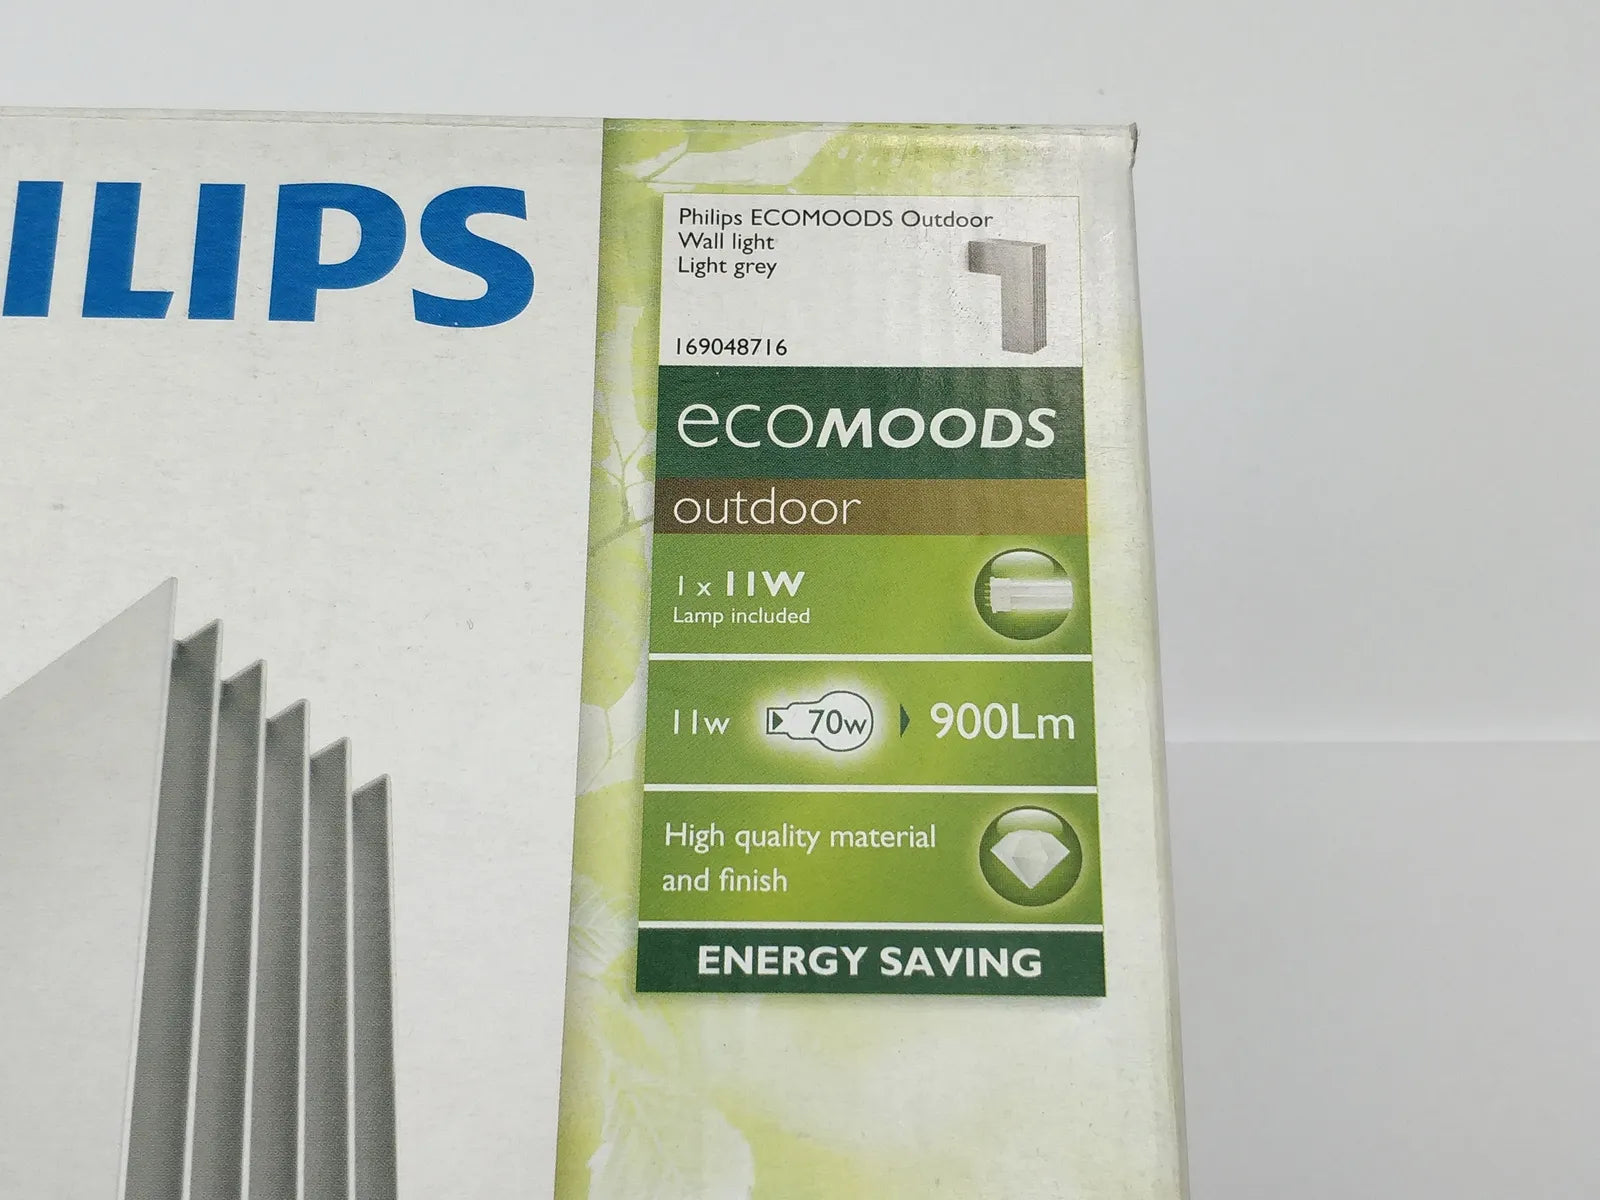 ILIPS
Philips ECOMOODS Outdoor
Wall light
Light grey
169048716
ecoMOODS
outdoor
1 x 11W
Lamp included
11w 70w 900Lm
High quality material
and finish
ENERGY SAVING